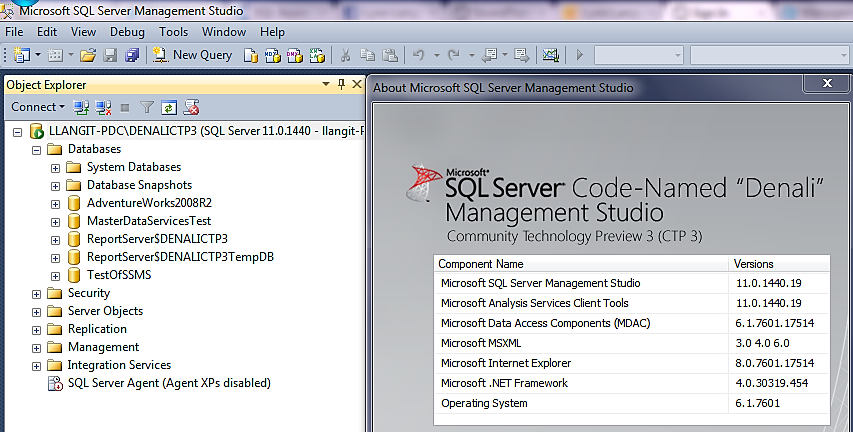 Microsoft SQL Server Management Studio
File Edit View Debug Tools Window Help
New Query
Object Explorer
Connect
LLANGIT-PDC\DENALICTP3 (SQL Server 11.0.1440 - llangit-P
Databases
System Databases
Database Snapshots
AdventureWorks2008R2
MasterDataServicesTest
ReportServer$DENALICTP3
ReportServer$DENALICTP3TempDB
TestOfSSMS
Security
Server Objects
Replication
Management
Integration Services
SQL Server Agent (Agent XPs disabled)
About Microsoft SQL Server Management Studio
Microsoft®
SQL Server Code-Named “Denali”
Management Studio
Community Technology Preview 3 (CTP 3)
Component Name Versions
Microsoft SQL Server Management Studio 11.0.1440.19
Microsoft Analysis Services Client Tools 11.0.1440.19
Microsoft Data Access Components (MDAC) 6.1.7601.17514
Microsoft MSXML 3.0 4.0 6.0
Microsoft Internet Explorer 8.0.7601.17514
Microsoft .NET Framework 4.0.30319.454
Operating System 6.1.7601